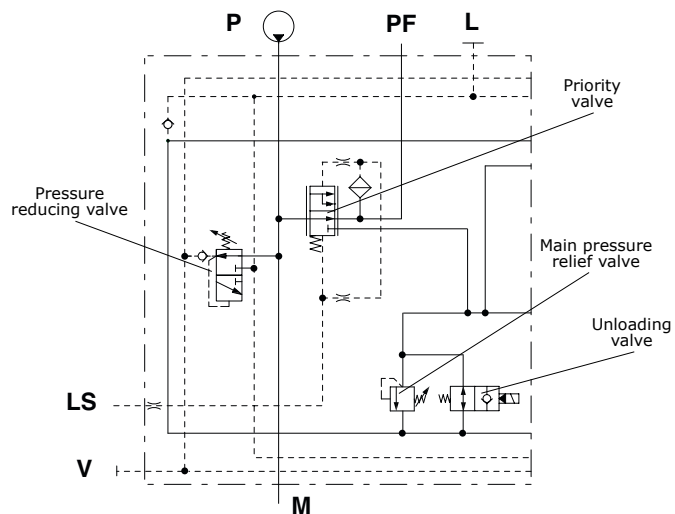 P
PF
L
Priority
valve
Pressure
reducing valve
Main pressure
relief valve
Unloading
valve
LS
V
M